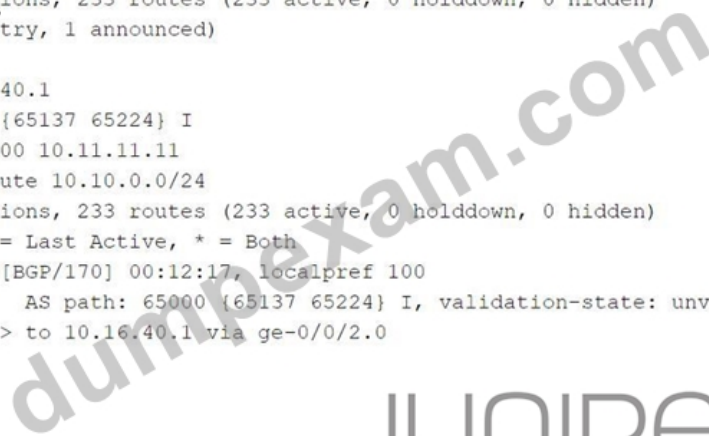 ions, 233 routes (233 active, 0 holddown, 0 hidden)
try, 1 announced)
40.1
{65137 65224} I
00 10.11.11.11
ute 10.10.0.0/24
ions, 233 routes (233 active, 0 holddown, 0 hidden)
= Last Active, * = Both
[BGP/170] 00:12:17, localpref 100
AS path: 65000 {65137 65224} I, validation-state: unv
> to 10.16.40.1 via ge-0/0/2.0
dumpexam.com
JUNIPE